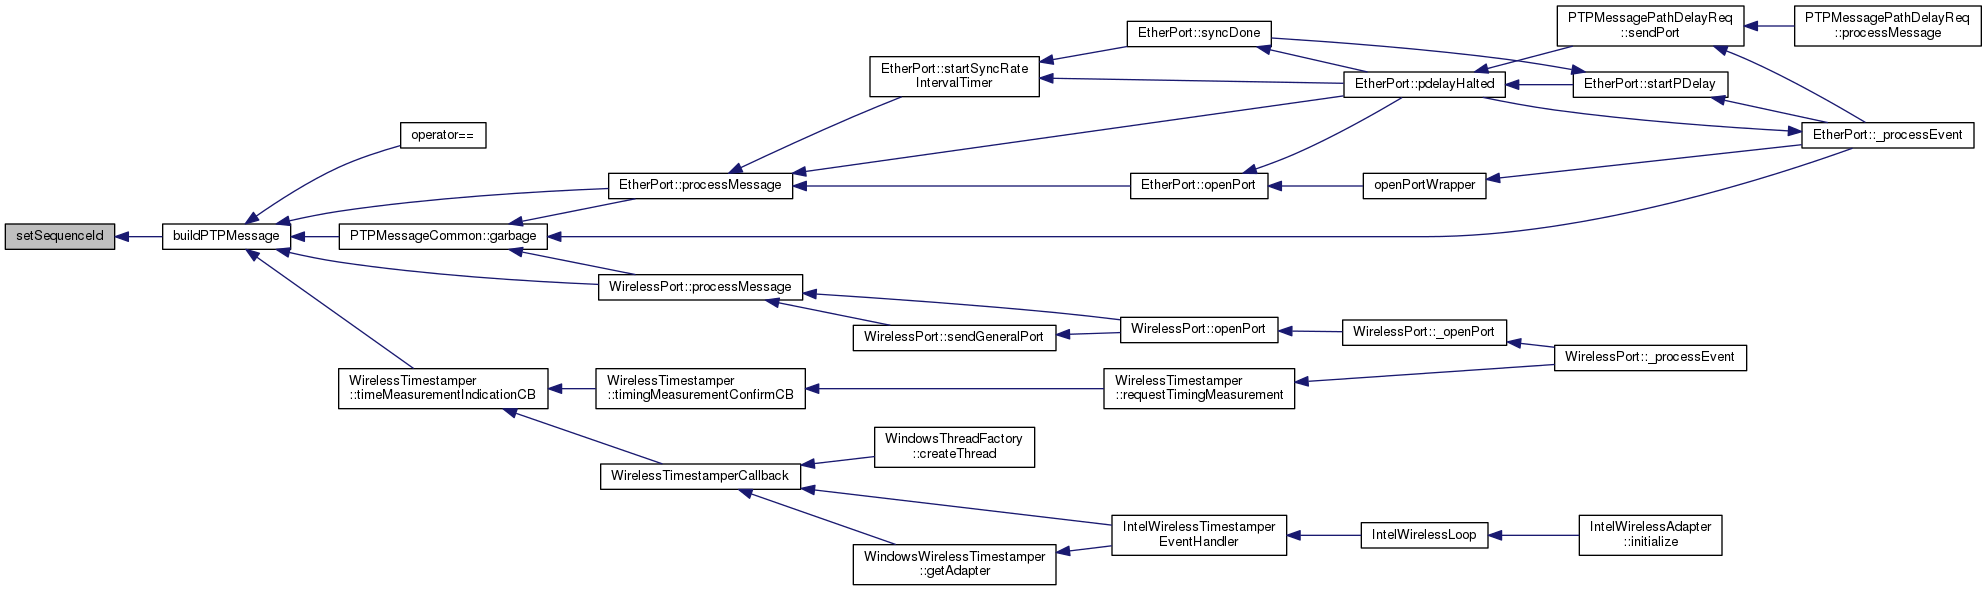 setSequenceId
buildPTPMessage
operator==
EtherPort::processMessage
PTPMessageCommon::garbage
WirelessPort::processMessage
WirelessTimestamper
::timeMeasurementIndicationCB
EtherPort::startSyncRate
IntervalTimer
EtherPort::syncDone
EtherPort::pdelayHalted
PTPMessagePathDelayReq
::sendPort
PTPMessagePathDelayReq
::processMessage
EtherPort::startPDelay
EtherPort::_processEvent
EtherPort::openPort
openPortWrapper
WirelessPort::sendGeneralPort
WirelessPort::openPort
WirelessPort::_openPort
WirelessPort::_processEvent
WirelessTimestamper
::timingMeasurementConfirmCB
WirelessTimestamper
::requestTimingMeasurement
WirelessTimestamperCallback
WindowsThreadFactory
::createThread
WindowsWirelessTimestamper
::getAdapter
IntelWirelessTimestamper
EventHandler
IntelWirelessLoop
IntelWirelessAdapter
::initialize